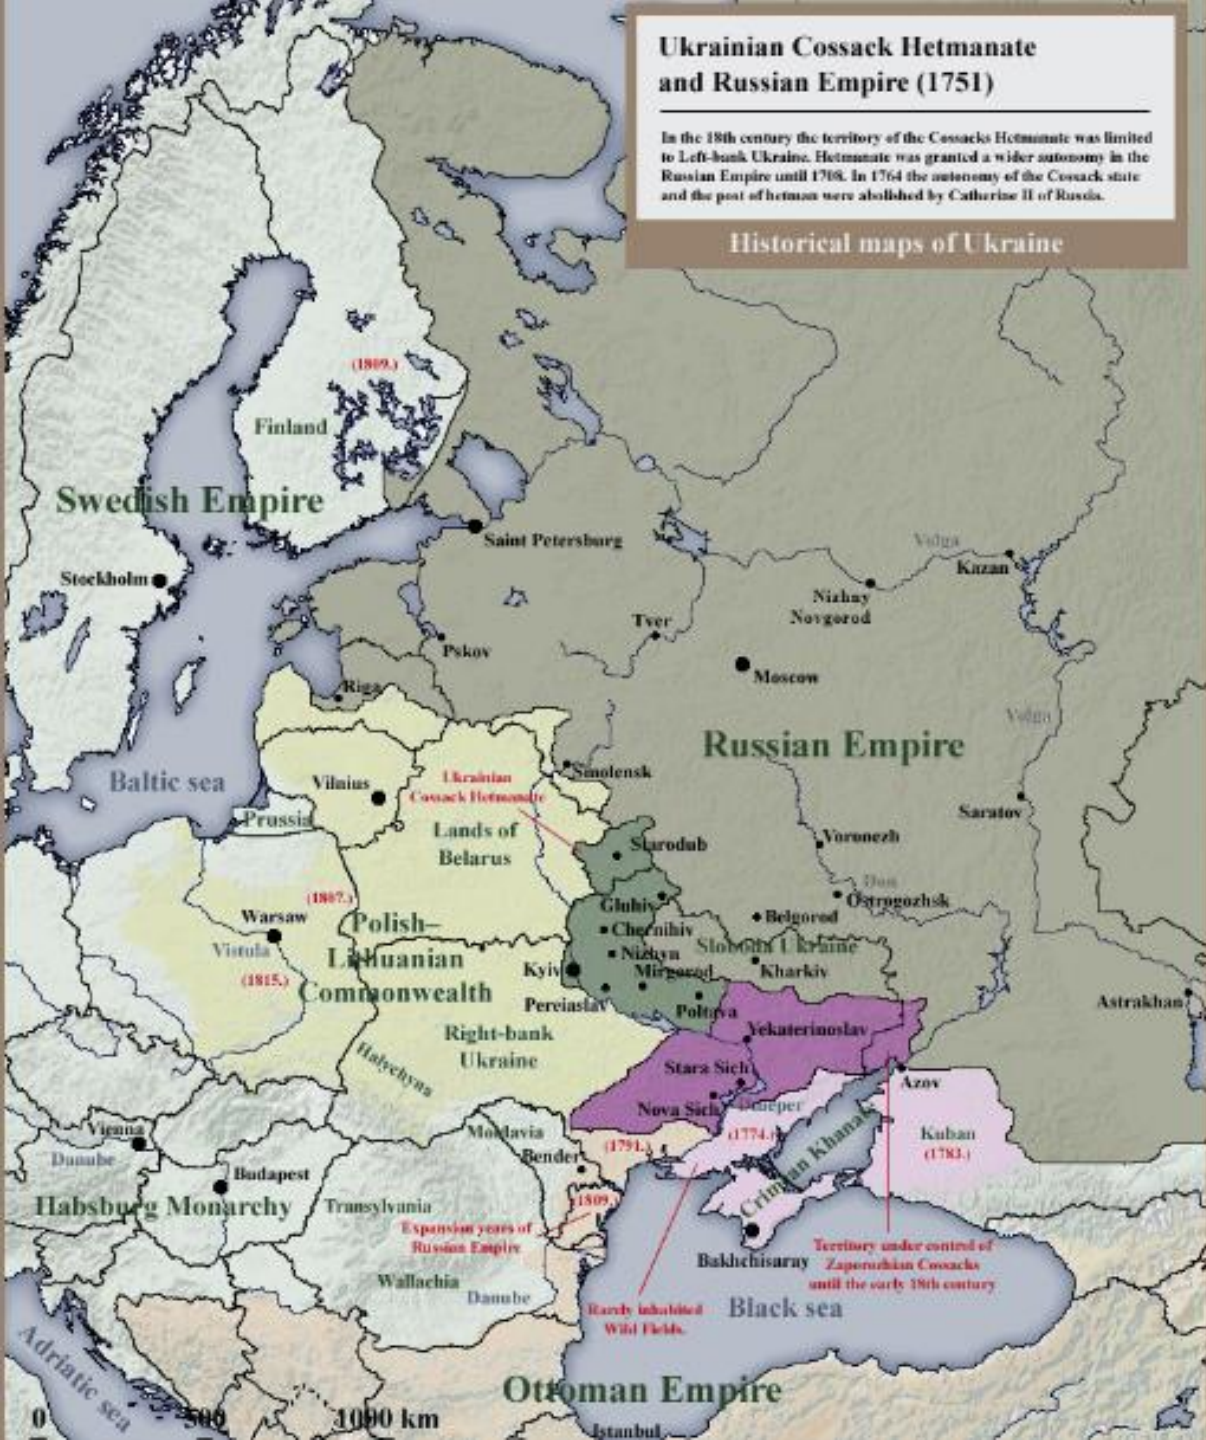 Ukrainian Cossack Hetmanate
and Russian Empire (1751)
In the 18th century the territory of the Cossacks Hetmanate was limited
to Left-bank Ukraine. Hetmanate was granted a wider autonomy in the
Russian Empire until 1708. In 1764 the autonomy of the Cossack state
and the post of hetman were abolished by Catherine II of Russia.
Historical maps of Ukraine
(1809.)
Finland
Swedish Empire
Saint Petersburg
Stockholm
Volga
Kazan
Nizhny
Novgorod
Tver
Pskov
Moscow
Riga
Volga
Russian Empire
Baltic sea
Vilnius
Ukrainian
Cossack Hetmanate
Smolensk
Prussia
Saratov
Lands of
Belarus
Starodub
Voronezh
Don
Ostrogozhsk
(1807.)
Gluhiv
Warsaw
Belgorod
Polish–
Lithuanian
Commonwealth
Chernihiv
Vistula
Nizhyn
Sloboda Ukraine
Kyiv
Mirgorod
Kharkiv
(1815.)
Pereiaslav
Poltava
Astrakhan
Right-bank
Ukraine
Yekaterinoslav
Halychyna
Stara Sich
Azov
Nova Sich
Dnieper
Vienna
Moldavia
(1791.)
(1774.)
Kuban
(1783.)
Danube
Bender
Crimean Khanate
Budapest
Habsburg Monarchy
Transylvania
(1809.)
Expansion years of
Russian Empire
Bakhchisaray
Territory under control of
Zaporozhian Cossacks
until the early 18th century
Wallachia
Danube
Rarely inhabited
Wild Fields.
Black sea
Adriatic sea
Ottoman Empire
0 500 1000 km
Istanbul